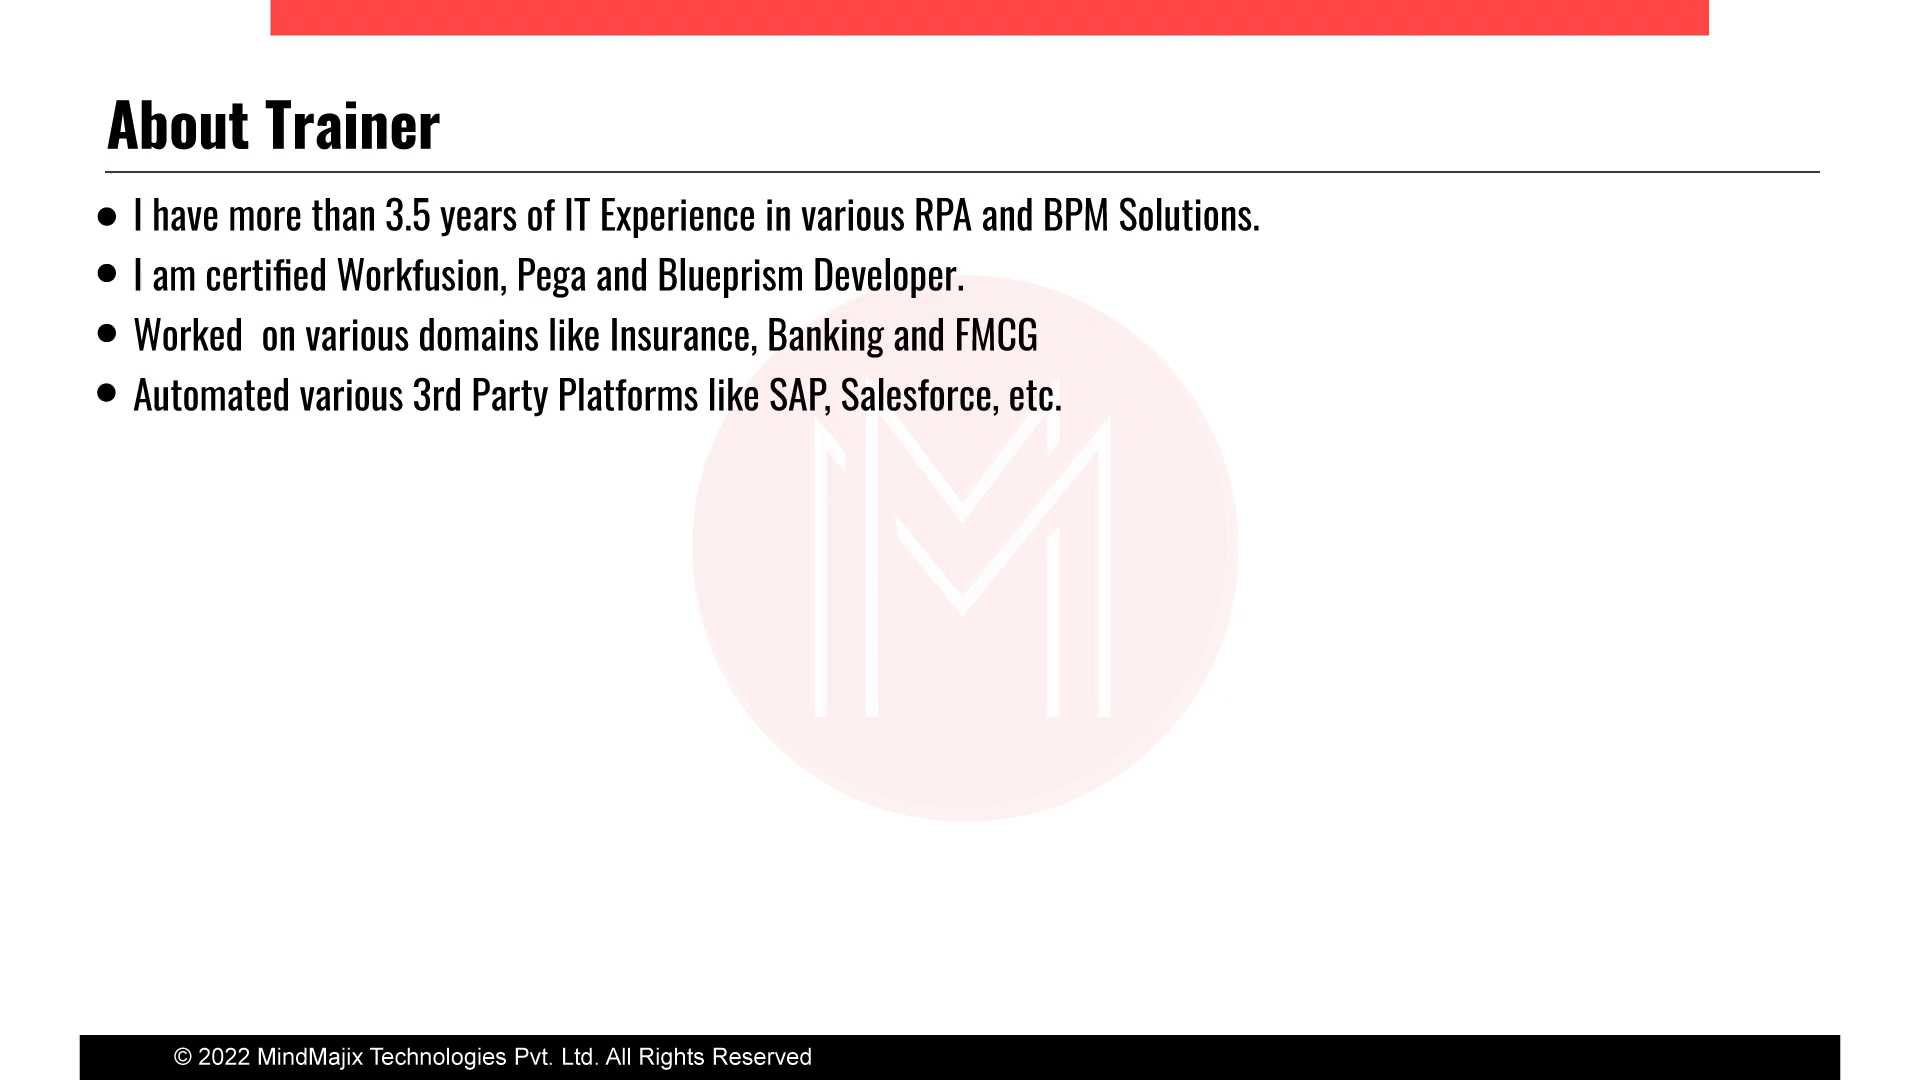 About Trainer
● I have more than 3.5 years of IT Experience in various RPA and BPM Solutions.
● I am certified Workfusion, Pega and Blueprism Developer.
● Worked  on various domains like Insurance, Banking and FMCG
● Automated various 3rd Party Platforms like SAP, Salesforce, etc.
© 2022 MindMajix Technologies Pvt. Ltd. All Rights Reserved